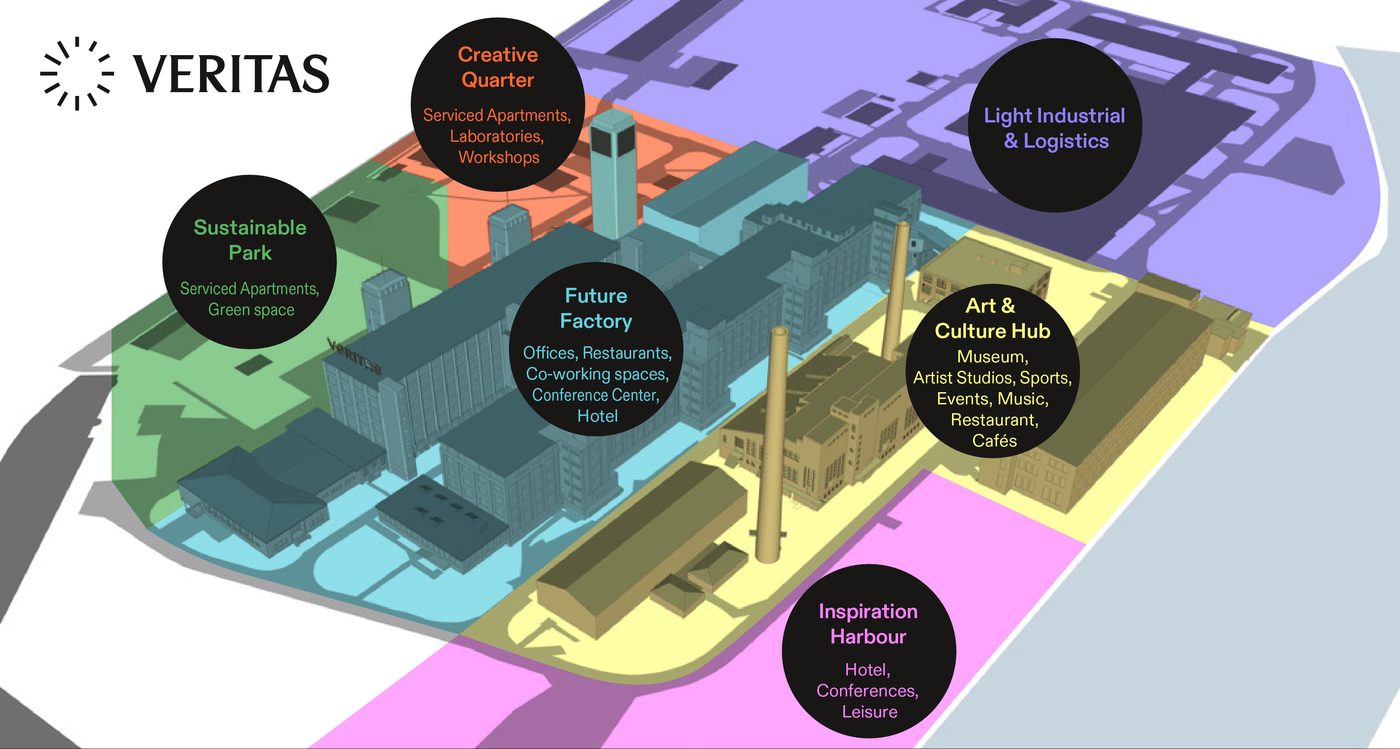 VERITAS
Creative
Quarter
Serviced Apartments,
Laboratories,
Workshops
Light Industrial
& Logistics
Sustainable
Park
Serviced Apartments,
Green space
Future
Factory
Offices, Restaurants,
Co-working spaces,
Conference Center,
Hotel
Art &
Culture Hub
Museum,
Artist Studios, Sports,
Events, Music,
Restaurant,
Cafés
VERITAS
Inspiration
Harbour
Hotel,
Conferences,
Leisure